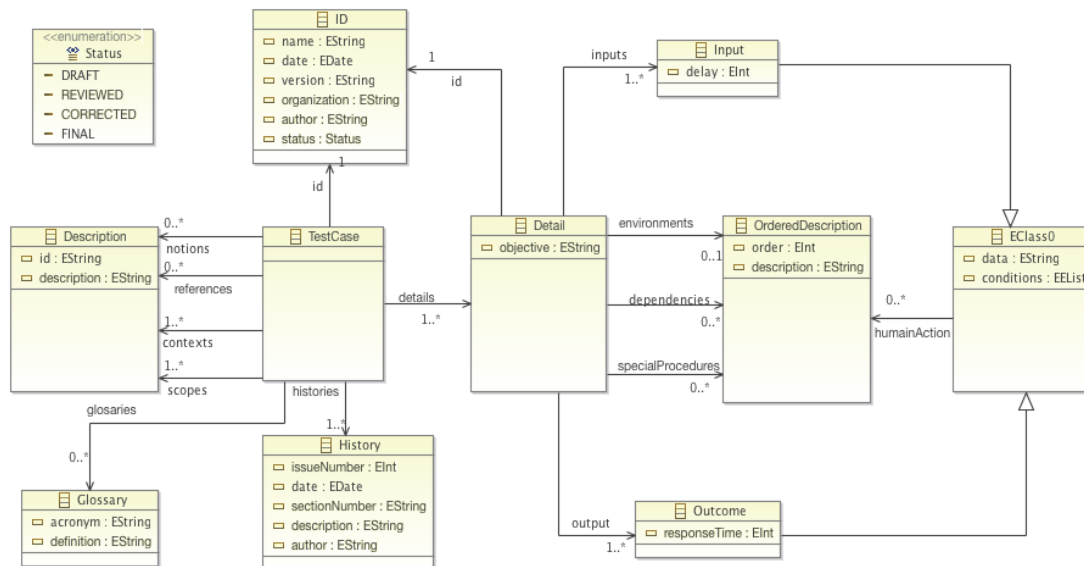 <<enumeration>>
Status
DRAFT
REVIEWED
CORRECTED
FINAL
ID
name : EString
date : EDate
version : EString
organization : EString
author : EString
status : Status
1
id
1
id
inputs
1..*
Input
delay : EInt
Description
id : EString
description : EString
0..*
notions
0..*
references
1..*
contexts
1..*
scopes
TestCase
details
1..*
Detail
objective : EString
environments
0..1
dependencies
0..*
specialProcedures
0..*
OrderedDescription
order : EInt
description : EString
0..*
humainAction
EClass0
data : EString
conditions : EEList
glosaries
0..*
histories
1..*
Glossary
acronym : EString
definition : EString
History
issueNumber : EInt
date : EDate
sectionNumber : EString
description : EString
author : EString
output
1..*
Outcome
responseTime : EInt